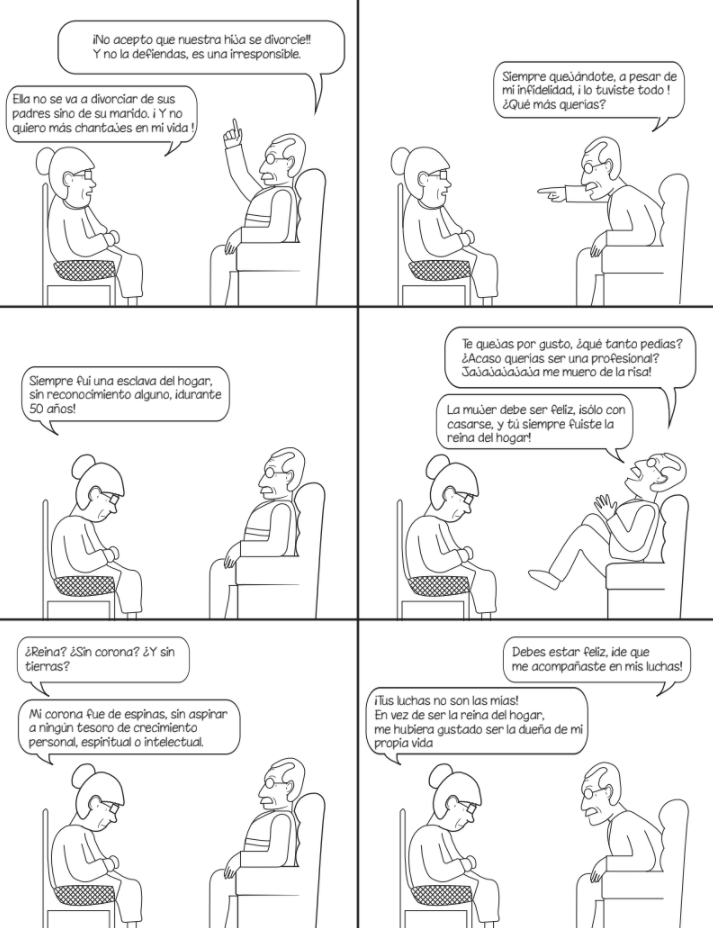 ¡No acepto que nuestra hija se divorcie!!
Y no la defiendas, es una irresponsible.
Ella no se va a divorciar de sus
padres sino de su marido. ¡ Y no
quiero más chantajes en mi vida !
Siempre quejándote, a pesar de
mi infidelidad, ¡ lo tuviste todo !
¿Qué más querias?
Siempre fui una esclava del hogar,
sin reconocimiento alguno, ¡durante
50 años!
Te quejas por gusto, ¿qué tanto pedias?
¿Acaso querias ser una profesional?
Jajajajajaja me muero de la risa!
La mujer debe ser feliz, ¡sólo con
casarse, y tú siempre fuiste la
reina del hogar!
¿Reina? ¿Sin corona? ¿Y sin
tierras?
Mi corona fue de espinas, sin aspirar
a ningún tesoro de crecimiento
personal, espiritual o intelectual.
Debes estar feliz, ¡de que
me acompañaste en mis luchas!
¡Tus luchas no son las mias!
En vez de ser la reina del hogar,
me hubiera gustado ser la dueña de mi
propia vida